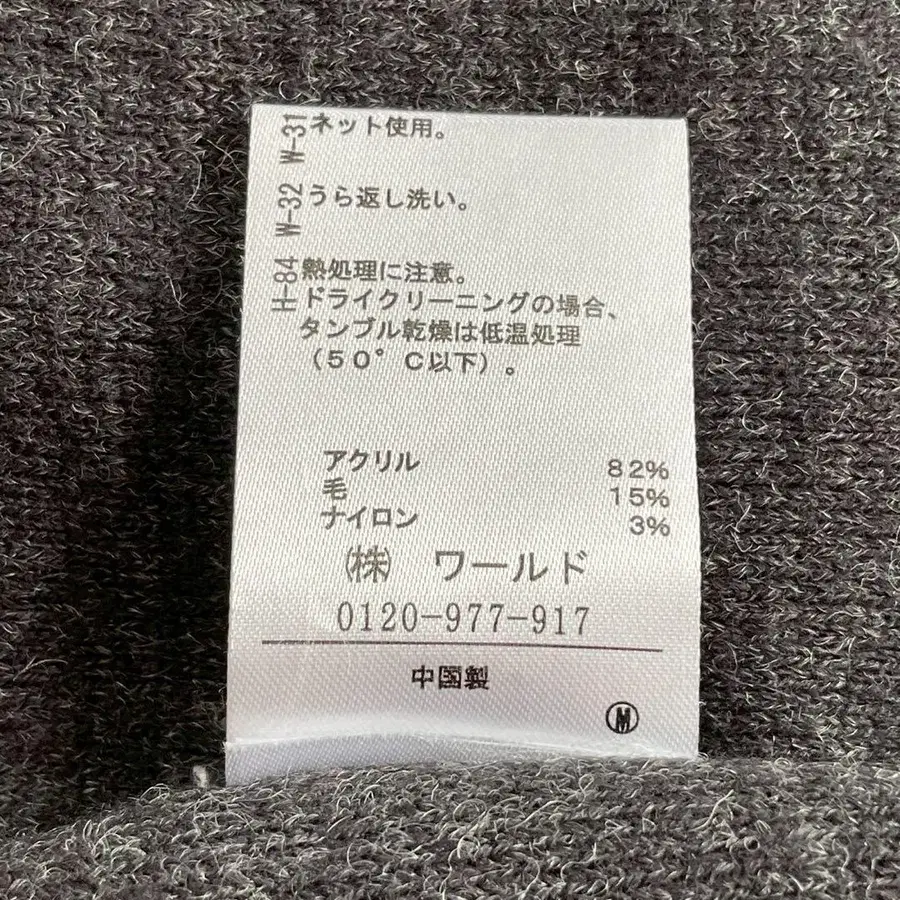 W-31 ネット使用。
W-32 うら返し洗い。
H-84 熱処理に注意。
ドライクリーニングの場合、
タンブル乾燥は低温処理
（５０°Ｃ以下）。
アクリル 82%
毛 15%
ナイロン 3%
㈱ ワールド
0120-977-917
中国製
Ⓜ